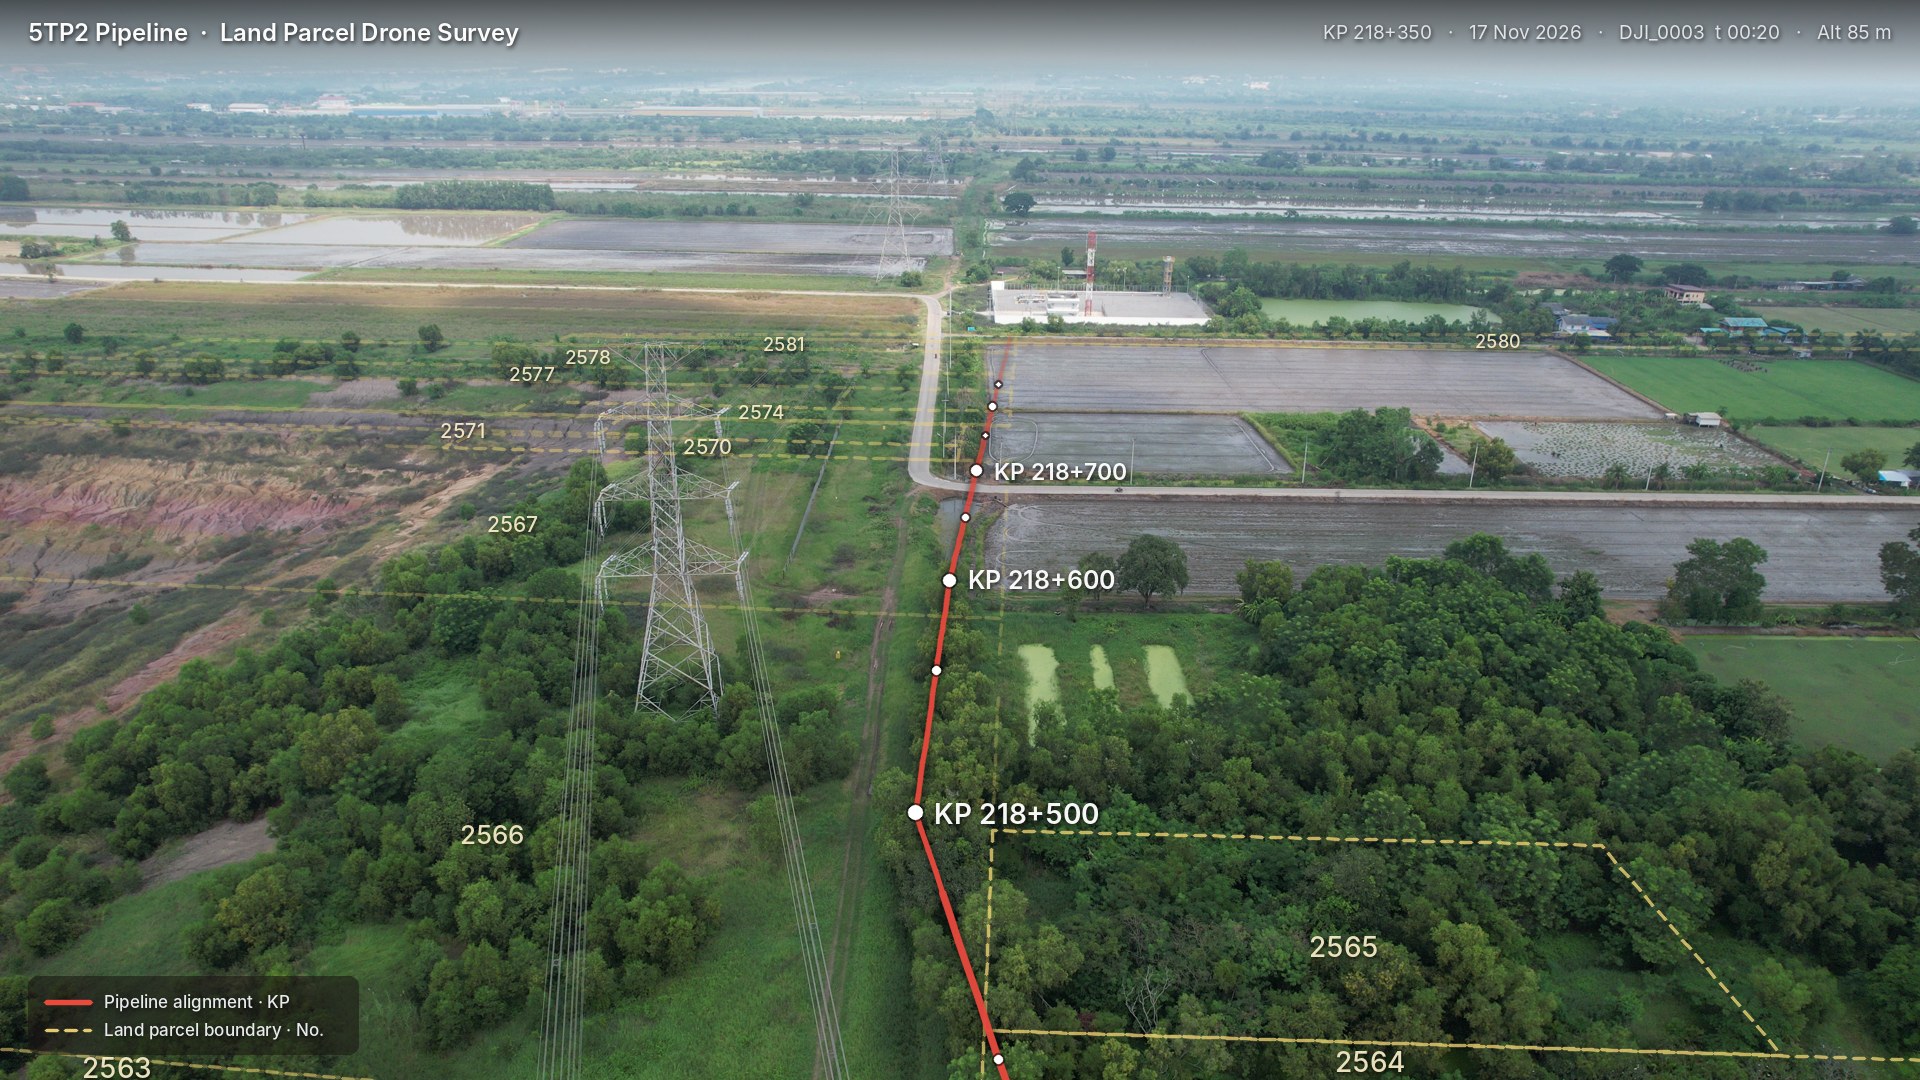 5TP2 Pipeline · Land Parcel Drone Survey
KP 218+350 · 17 Nov 2026 · DJI_0003 t 00:20 · Alt 85 m
2580
2581
2578
2577
2574
2571
2570
KP 218+700
2567
KP 218+600
KP 218+500
2566
2565
Pipeline alignment · KP
Land parcel boundary · No.
2564
2563